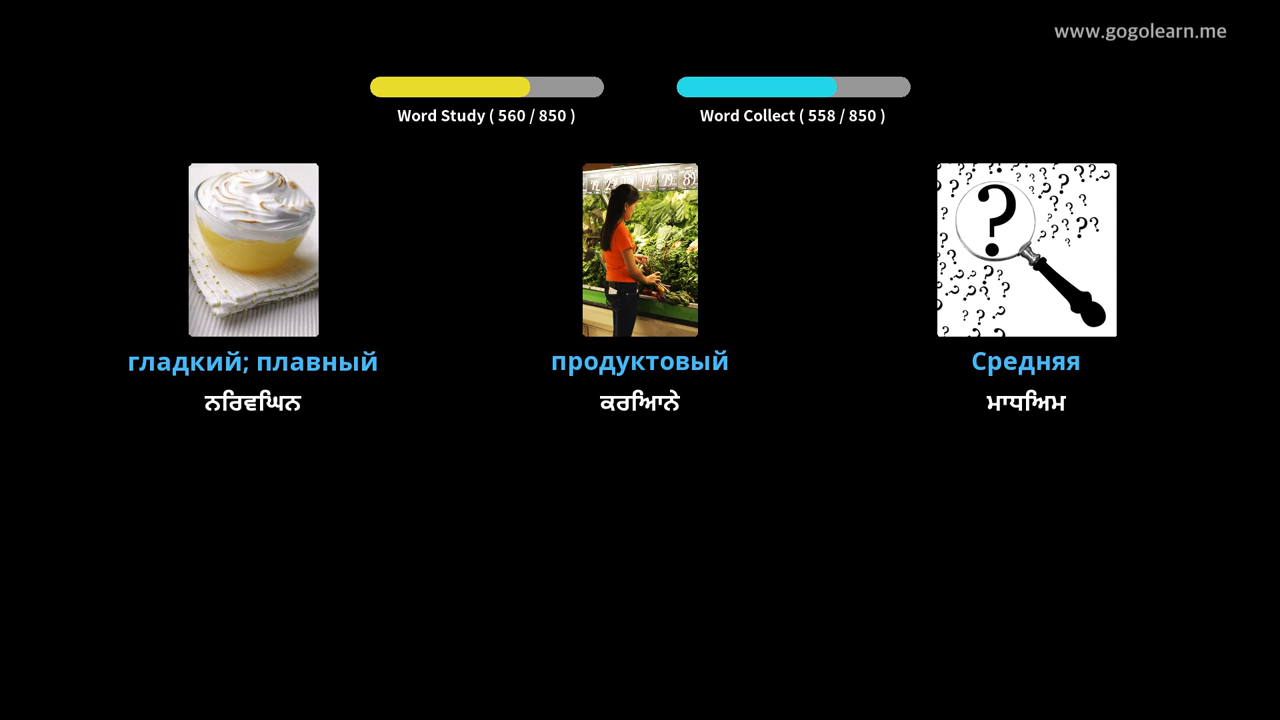 www.gogolearn.me
Word Study ( 560 / 850 )
Word Collect ( 558 / 850 )
гладкий; плавный
продуктовый
Средняя
ਨਰਿਵਘਿਨ
ਕਰਆਿਨੇ
ਮਾਧਅਿਮ